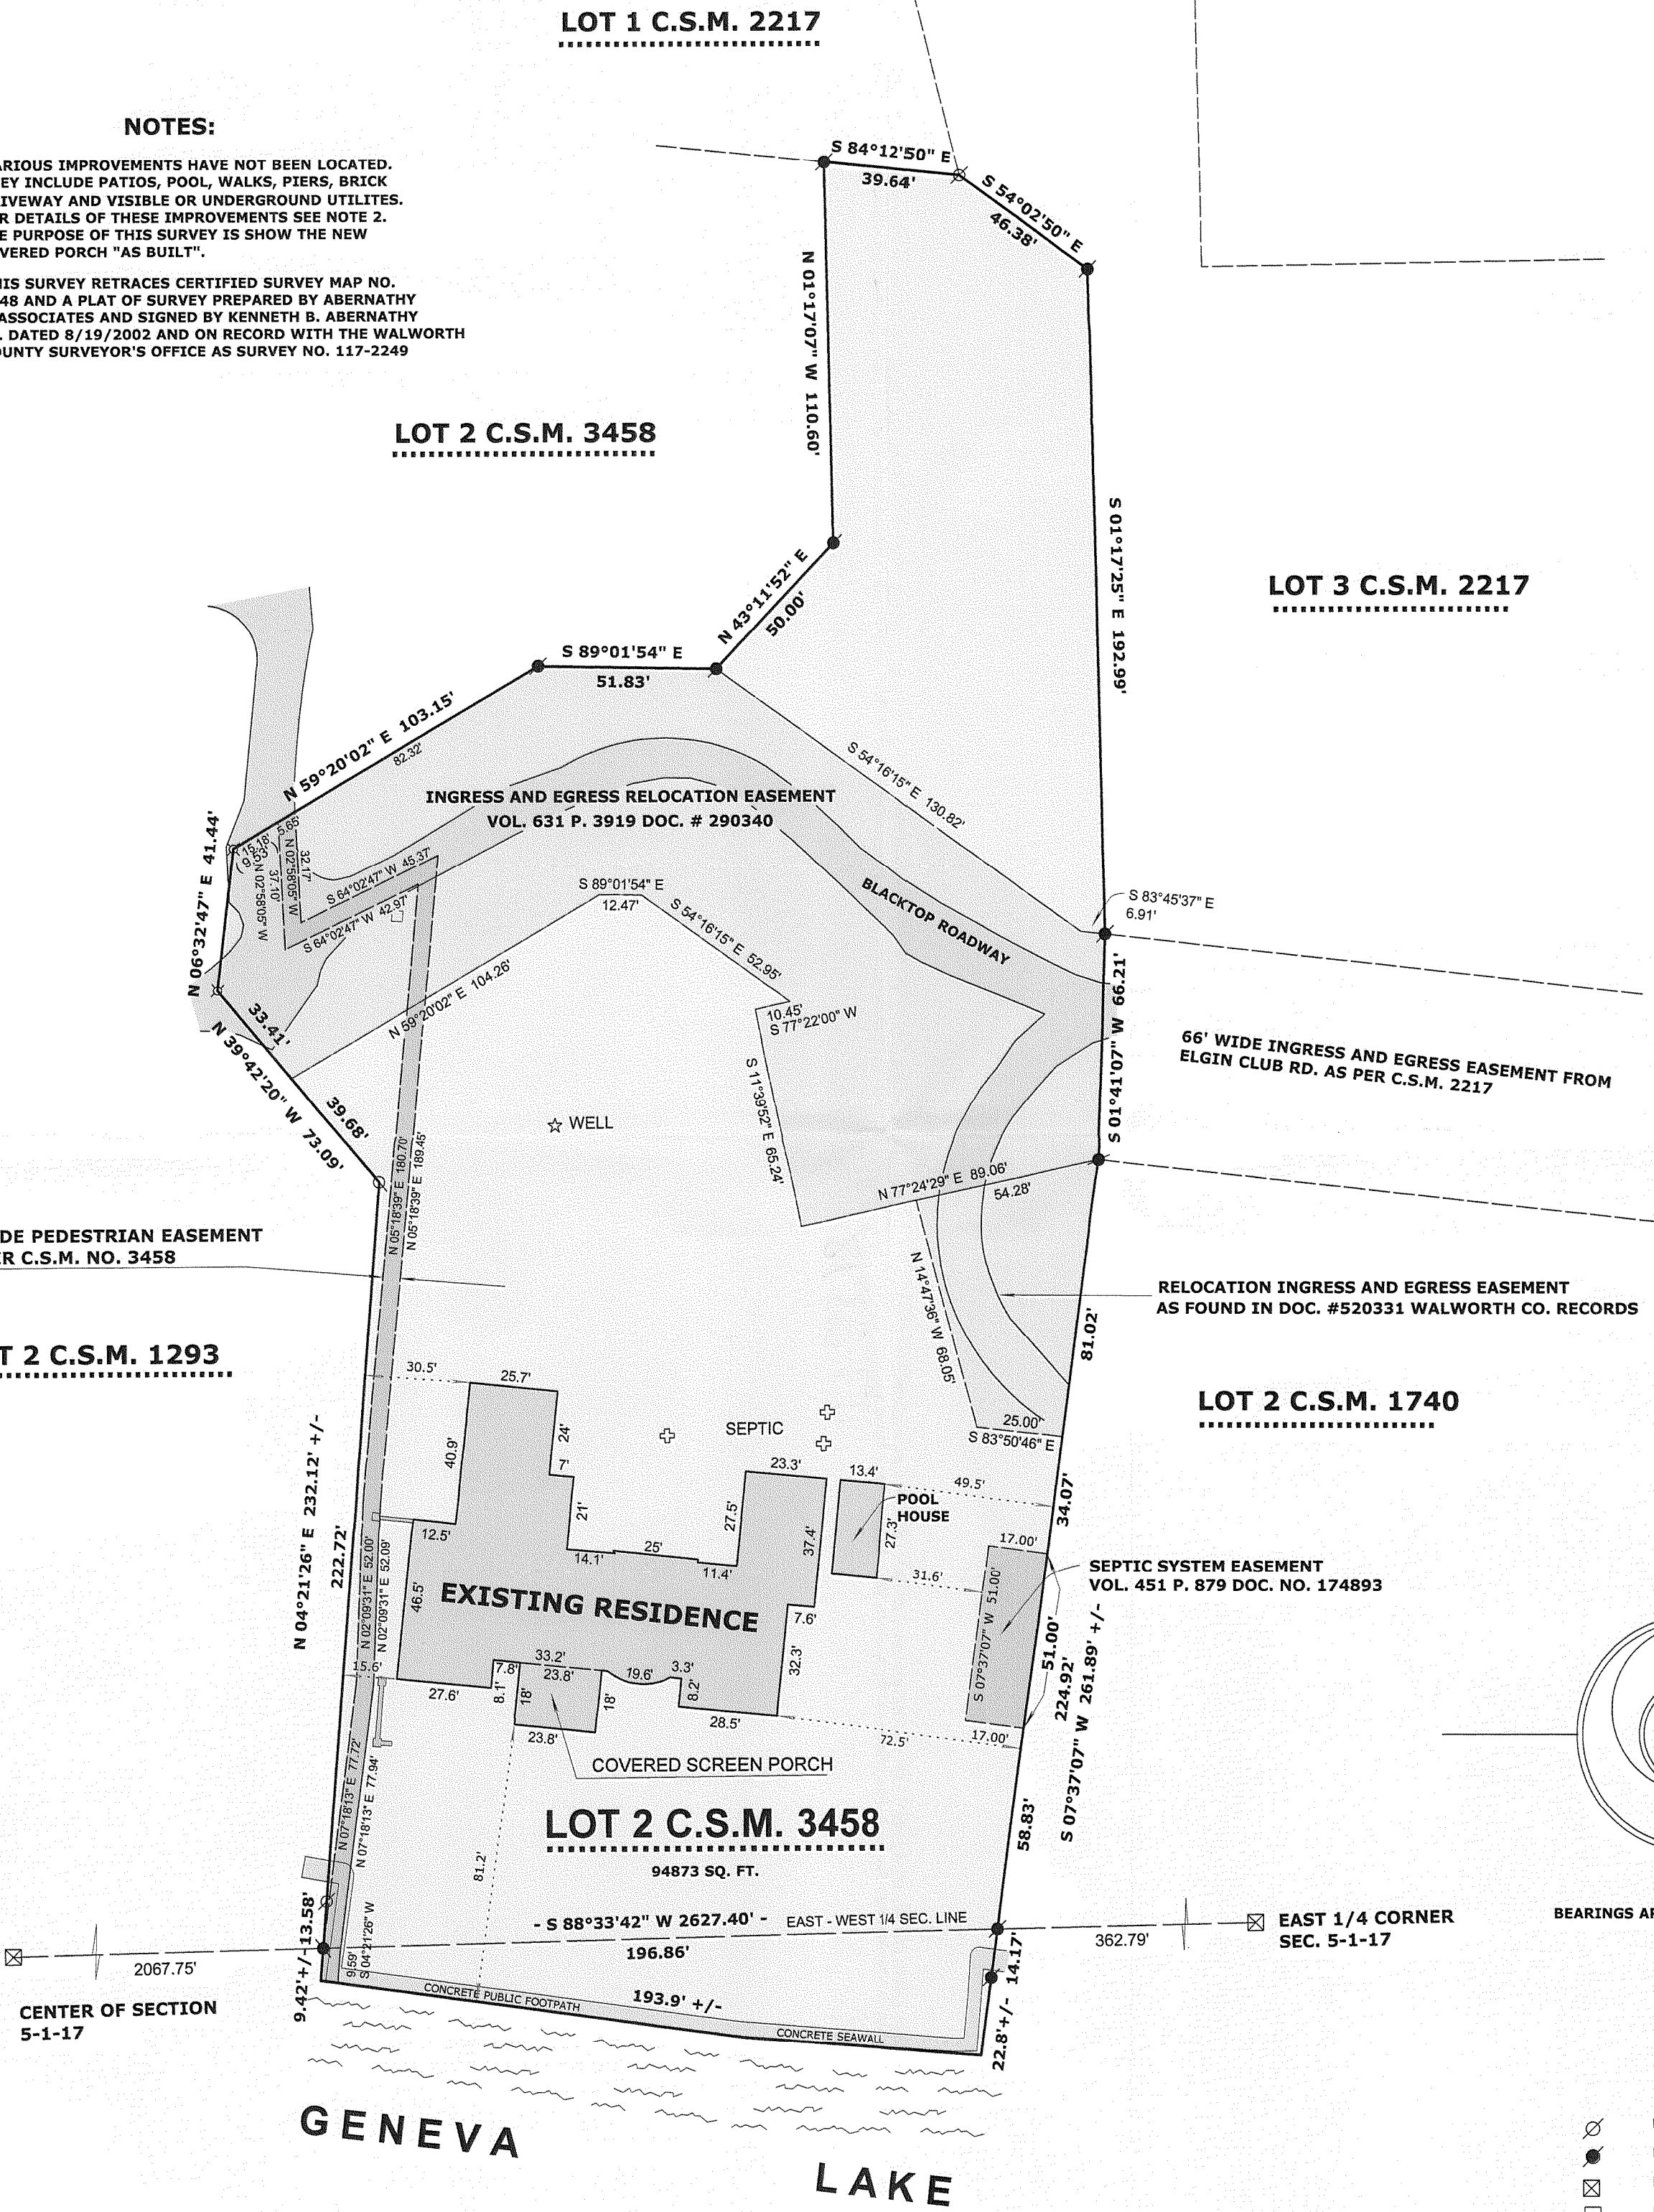 LOT 1 C.S.M. 2217
NOTES:
ARIOUS IMPROVEMENTS HAVE NOT BEEN LOCATED.
EY INCLUDE PATIOS, POOL, WALKS, PIERS, BRICK
IVEWAY AND VISIBLE OR UNDERGROUND UTILITES.
R DETAILS OF THESE IMPROVEMENTS SEE NOTE 2.
E PURPOSE OF THIS SURVEY IS SHOW THE NEW
VERED PORCH "AS BUILT".
IS SURVEY RETRACES CERTIFIED SURVEY MAP NO.
48 AND A PLAT OF SURVEY PREPARED BY ABERNATHY
ASSOCIATES AND SIGNED BY KENNETH B. ABERNATHY
. DATED 8/19/2002 AND ON RECORD WITH THE WALWORTH
OUNTY SURVEYOR'S OFFICE AS SURVEY NO. 117-2249
S 84°12'50" E
39.64'
S 54°02'50" E
46.38'
N 01°17'07" W 110.60'
LOT 2 C.S.M. 3458
S 01°17'25" E 192.99'
LOT 3 C.S.M. 2217
N 43°11'52" E
50.00'
S 89°01'54" E
51.83'
N 59°20'02" E 103.15'
82.32'
S 54°16'15" E 130.82'
INGRESS AND EGRESS RELOCATION EASEMENT
VOL. 631 P. 3919 DOC. # 290340
N 06°32'47" E 41.44'
15.18'
5.65'
9.53'
32.17'
N 02°58'05" W
37.10'
N 02°58'05" W
S 64°02'47" W 45.37'
S 64°02'47" W 42.97'
S 89°01'54" E
12.47'
S 54°16'15" E 52.95'
BLACKTOP ROADWAY
S 83°45'37" E
6.91'
N 59°20'02" E 104.26'
10.45'
S 77°22'00" W
S 01°41'07" W 66.21'
33.41'
N 39°42'20" W 73.09'
39.68'
66' WIDE INGRESS AND EGRESS EASEMENT FROM
ELGIN CLUB RD. AS PER C.S.M. 2217
S 11°39'52" E 65.24'
WELL
N 05°18'39" E 180.70'
N 05°18'39" E 189.45'
N 77°24'29" E 89.06'
54.28'
DE PEDESTRIAN EASEMENT
R C.S.M. NO. 3458
N 14°47'36" W 68.05'
RELOCATION INGRESS AND EGRESS EASEMENT
AS FOUND IN DOC. #520331 WALWORTH CO. RECORDS
81.02'
T 2 C.S.M. 1293
LOT 2 C.S.M. 1740
30.5'
25.7'
24'
40.9'
7'
21'
SEPTIC
25.00'
S 83°50'46" E
23.3'
13.4'
49.5'
34.07'
POOL
HOUSE
27.5'
37.4'
27.3'
12.5'
14.1'
25'
11.4'
17.00'
31.6'
SEPTIC SYSTEM EASEMENT
VOL. 451 P. 879 DOC. NO. 174893
N 04°21'26" E 232.12' +/-
222.72'
N 02°09'31" E 52.00'
N 02°09'31" E 52.09'
46.5'
EXISTING RESIDENCE
7.6'
32.3'
S 07°37'07" W 51.00'
51.00'
224.92'
S 07°37'07" W 261.89' +/-
15.6'
27.6'
7.8'
33.2'
23.8'
19.6'
3.3'
8.1'
18'
18'
8.2'
28.5'
23.8'
72.5'
17.00'
COVERED SCREEN PORCH
N 07°18'13" E 77.72'
N 07°18'13" E 77.94'
LOT 2 C.S.M. 3458
94873 SQ. FT.
81.2'
58.83'
13.58'
- S 88°33'42" W 2627.40' -
EAST - WEST 1/4 SEC. LINE
196.86'
EAST 1/4 CORNER
SEC. 5-1-17
362.79'
BEARINGS AR
2067.75'
CENTER OF SECTION
5-1-17
9.42'+/-
9.59'
S 04°21'26" W
CONCRETE PUBLIC FOOTPATH
193.9' +/-
CONCRETE SEAWALL
14.17'
22.8'+/-
GENEVA
LAKE